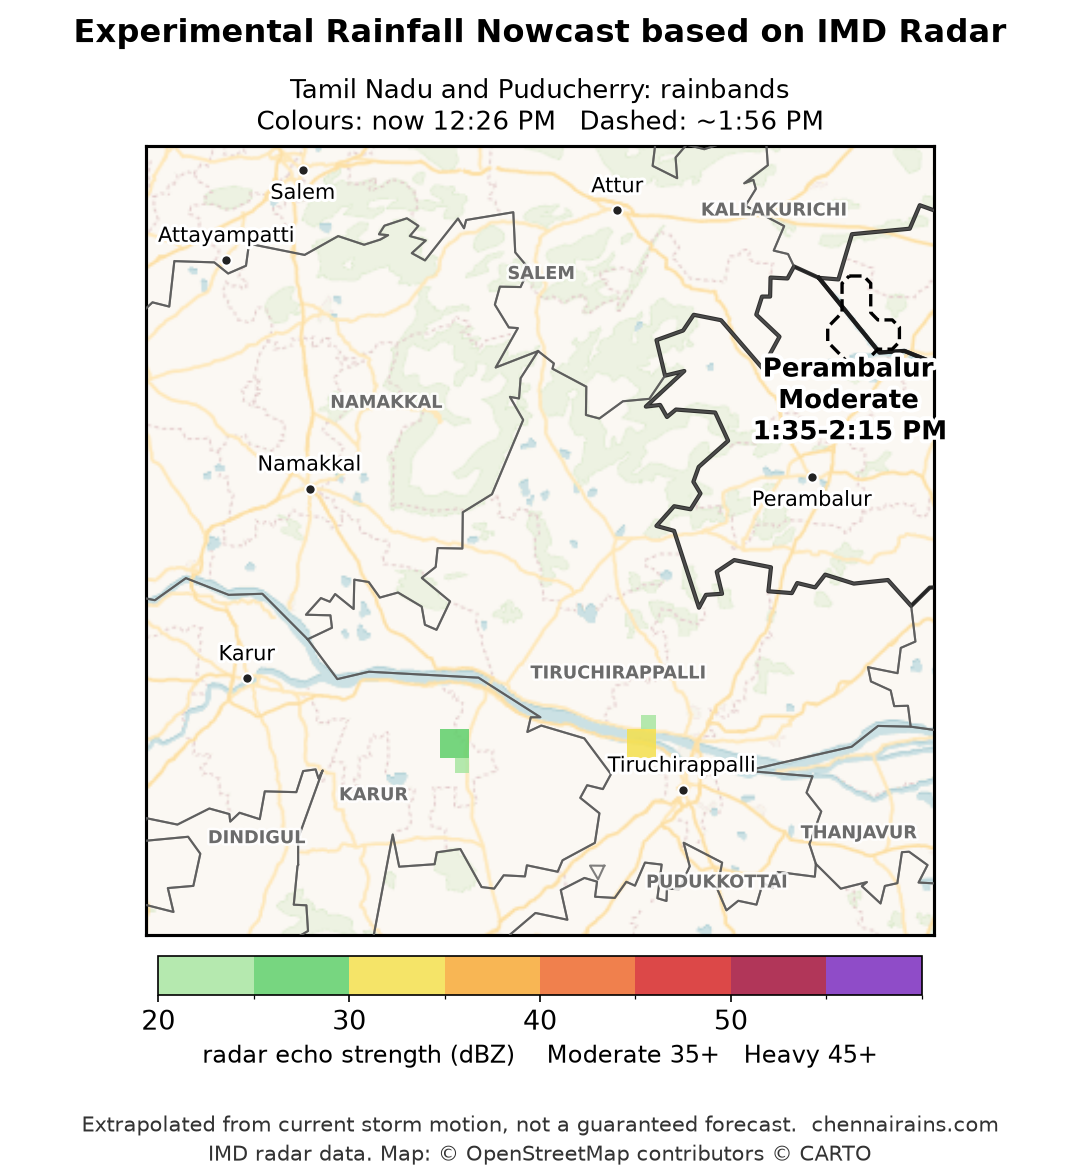 Experimental Rainfall Nowcast based on IMD Radar
Tamil Nadu and Puducherry: rainbands
Colours: now 12:26 PM   Dashed: ~1:56 PM
Salem
Attur
KALLAKURICHI
Attayampatti
SALEM
Perambalur
Moderate
1:35-2:15 PM
NAMAKKAL
Namakkal
Perambalur
Karur
TIRUCHIRAPPALLI
Tiruchirappalli
KARUR
DINDIGUL
THANJAVUR
PUDUKKOTTAI
20 30 40 50
radar echo strength (dBZ)   Moderate 35+   Heavy 45+
Extrapolated from current storm motion, not a guaranteed forecast.  chennairains.com
IMD radar data. Map: © OpenStreetMap contributors © CARTO